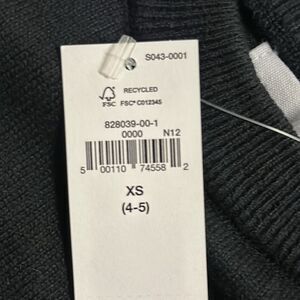 S043-0001
RECYCLED
FSC FSC® C012345
828039-00-1
0000 N12
5 00110 74558 2
XS
(4-5)